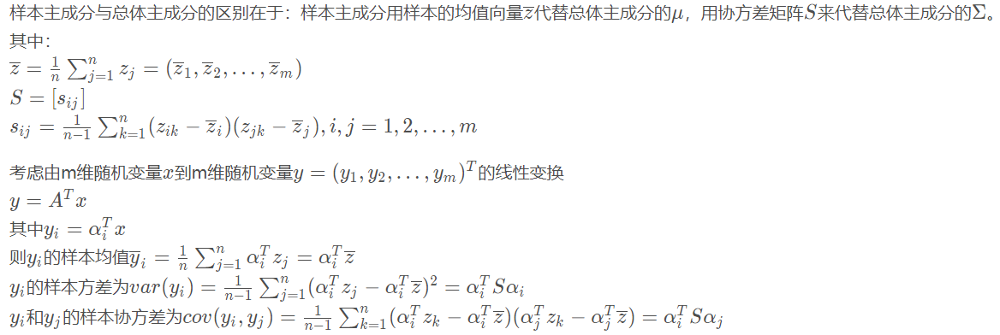 样本主成分与总体主成分的区别在于：样本主成分用样本的均值向量$\overline{z}$代替总体主成分的$\mu$，用协方差矩阵$S$来代替总体主成分的$\Sigma$。
其中：
$\overline{z} = \frac{1}{n}\sum_{j=1}^{n} z_j = (\overline{z}_1, \overline{z}_2, \ldots, \overline{z}_m)$
$S = [s_{ij}]$
$s_{ij} = \frac{1}{n-1}\sum_{k=1}^{n}(z_{ik} - \overline{z}_i)(z_{jk} - \overline{z}_j), i, j = 1, 2, \ldots, m$
考虑由m维随机变量$x$到m维随机变量$y = (y_1, y_2, \ldots, y_m)^T$的线性变换
$y = A^T x$
其中$y_i = \alpha_i^T x$
则$y_i$的样本均值$\overline{y}_i = \frac{1}{n}\sum_{j=1}^{n} \alpha_i^T z_j = \alpha_i^T \overline{z}$
$y_i$的样本方差为$var(y_i) = \frac{1}{n-1}\sum_{j=1}^{n}(\alpha_i^T z_j - \alpha_i^T \overline{z})^2 = \alpha_i^T S \alpha_i$
$y_i$和$y_j$的样本协方差为$cov(y_i, y_j) = \frac{1}{n-1}\sum_{k=1}^{n}(\alpha_i^T z_k - \alpha_i^T \overline{z})(\alpha_j^T z_k - \alpha_j^T \overline{z}) = \alpha_i^T S \alpha_j$